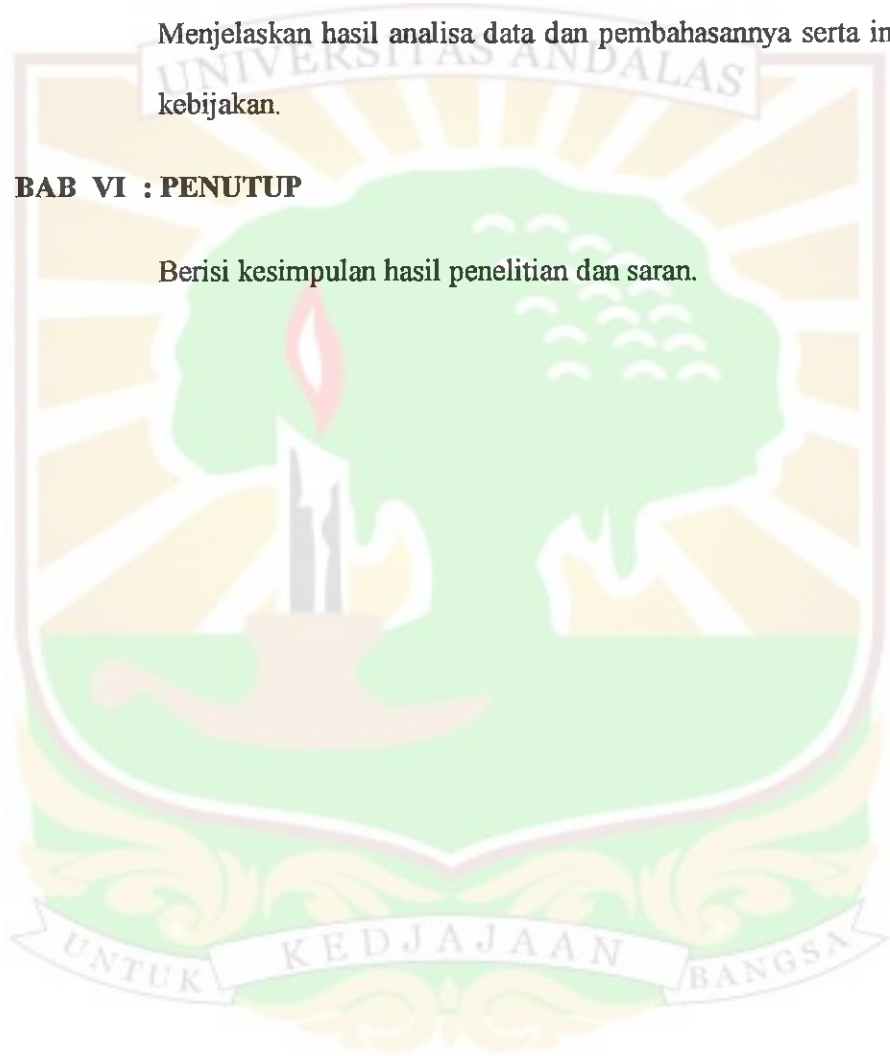 Menjelaskan hasil analisa data dan pembahasannya serta
UNIVERSITAS ANDALAS
kebijakan.
BAB VI : PENUTUP
Berisi kesimpulan hasil penelitian dan saran.
UNTUK KEDJAJAAN BANGSA